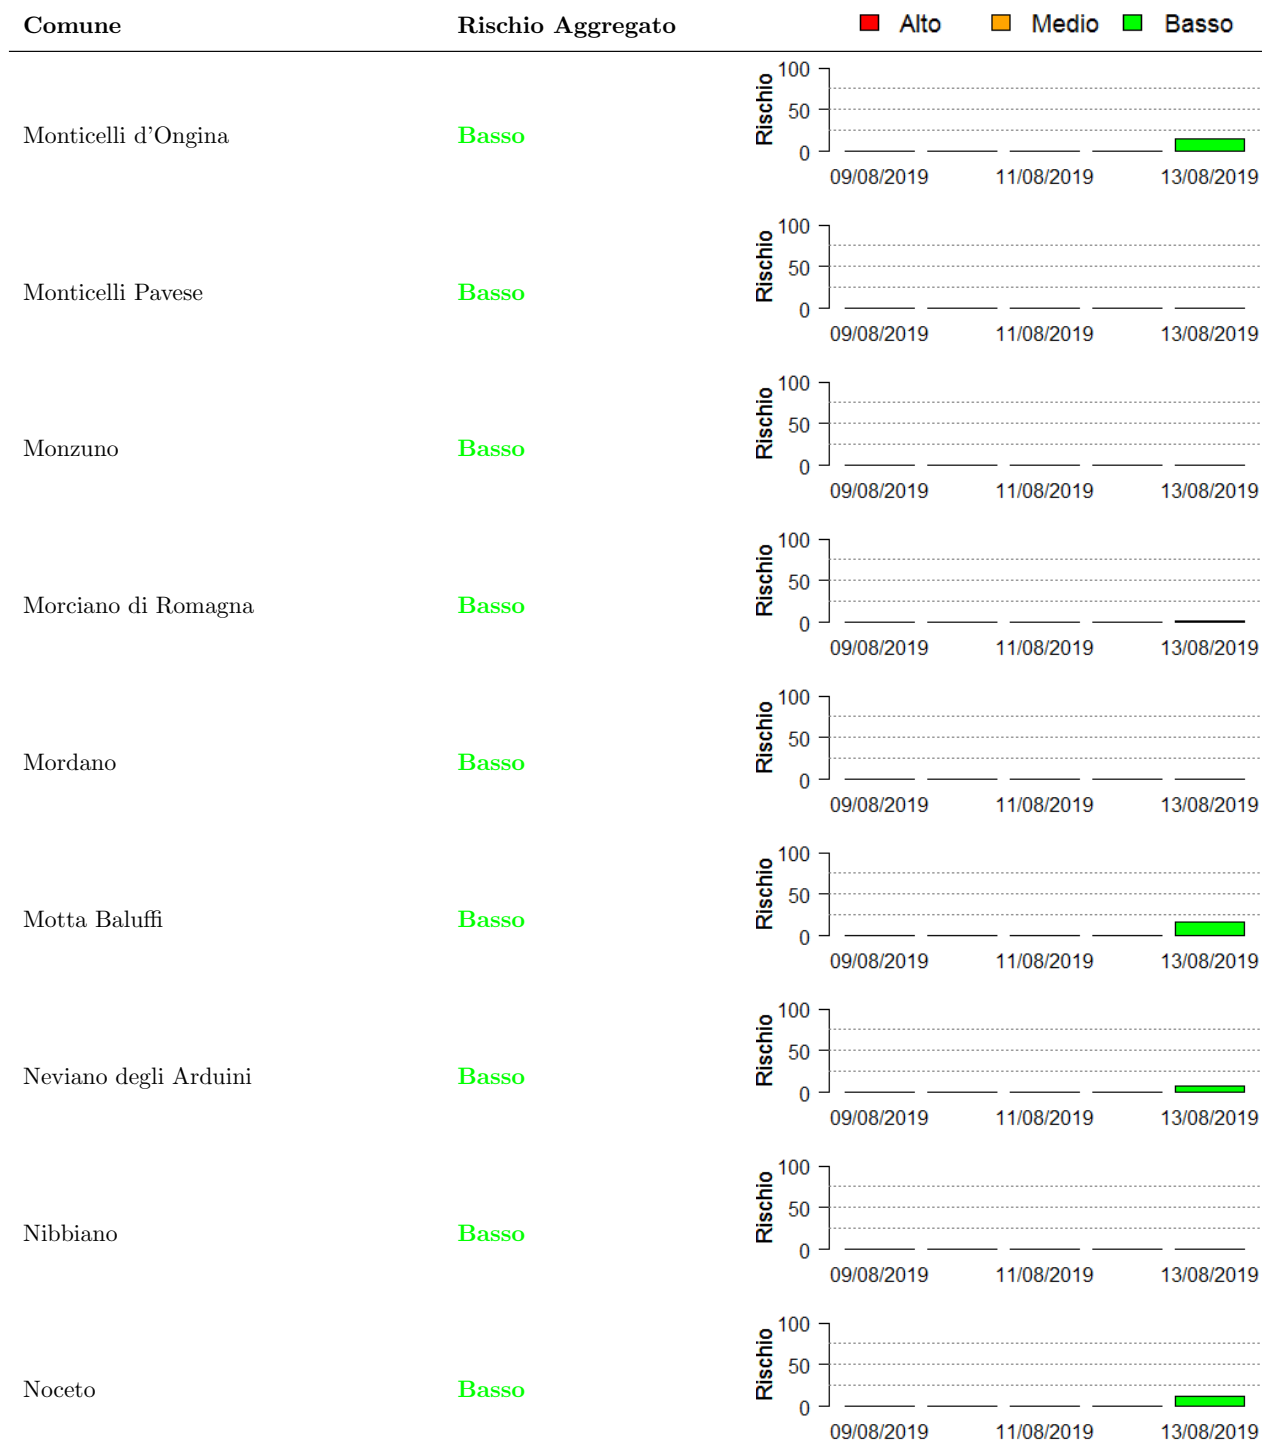 Comune Rischio Aggregato Alto Medio Basso
100
Rischio
50
Monticelli d'Ongina Basso
0
09/08/2019 11/08/2019 13/08/2019
100
Rischio
50
Monticelli Pavese Basso
0
09/08/2019 11/08/2019 13/08/2019
100
Rischio
50
Monzuno Basso
0
09/08/2019 11/08/2019 13/08/2019
100
Rischio
50
Morciano di Romagna Basso
0
09/08/2019 11/08/2019 13/08/2019
100
Rischio
50
Mordano Basso
0
09/08/2019 11/08/2019 13/08/2019
100
Rischio
50
Motta Baluffi Basso
0
09/08/2019 11/08/2019 13/08/2019
100
Rischio
50
Neviano degli Arduini Basso
0
09/08/2019 11/08/2019 13/08/2019
100
Rischio
50
Nibbiano Basso
0
09/08/2019 11/08/2019 13/08/2019
100
Rischio
50
Noceto Basso
0
09/08/2019 11/08/2019 13/08/2019